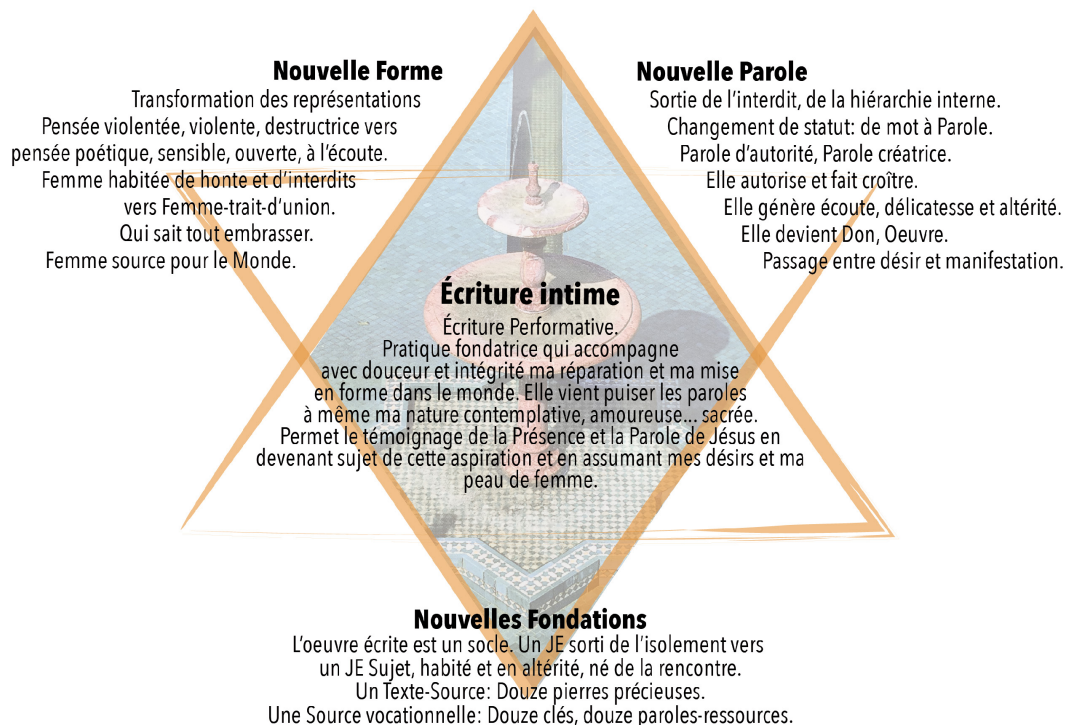 Nouvelle Forme
Transformation des représentations
Pensée violentée, violente, destructrice vers
pensée poétique, sensible, ouverte, à l'écoute.
Femme habitée de honte et d'interdits
vers Femme-trait-d'union.
Qui sait tout embrasser.
Femme source pour le Monde.
Nouvelle Parole
Sortie de l'interdit, de la hiérarchie interne.
Changement de statut: de mot à Parole.
Parole d'autorité, Parole créatrice.
Elle autorise et fait croître.
Elle génère écoute, délicatesse et altérité.
Elle devient Don, Oeuvre.
Passage entre désir et manifestation.
Écriture intime
Écriture Performative.
Pratique fondatrice qui accompagne
avec douceur et intégrité ma réparation et ma mise
en forme dans le monde. Elle vient puiser les paroles
à même ma nature contemplative, amoureuse... sacrée.
Permet le témoignage de la Présence et la Parole de Jésus en
devenant sujet de cette aspiration et en assumant mes désirs et ma
peau de femme.
Nouvelles Fondations
L'oeuvre écrite est un socle. Un JE sorti de l'isolement vers
un JE Sujet, habité et en altérité, né de la rencontre.
Un Texte-Source: Douze pierres précieuses.
Une Source vocationnelle: Douze clés, douze paroles-ressources.